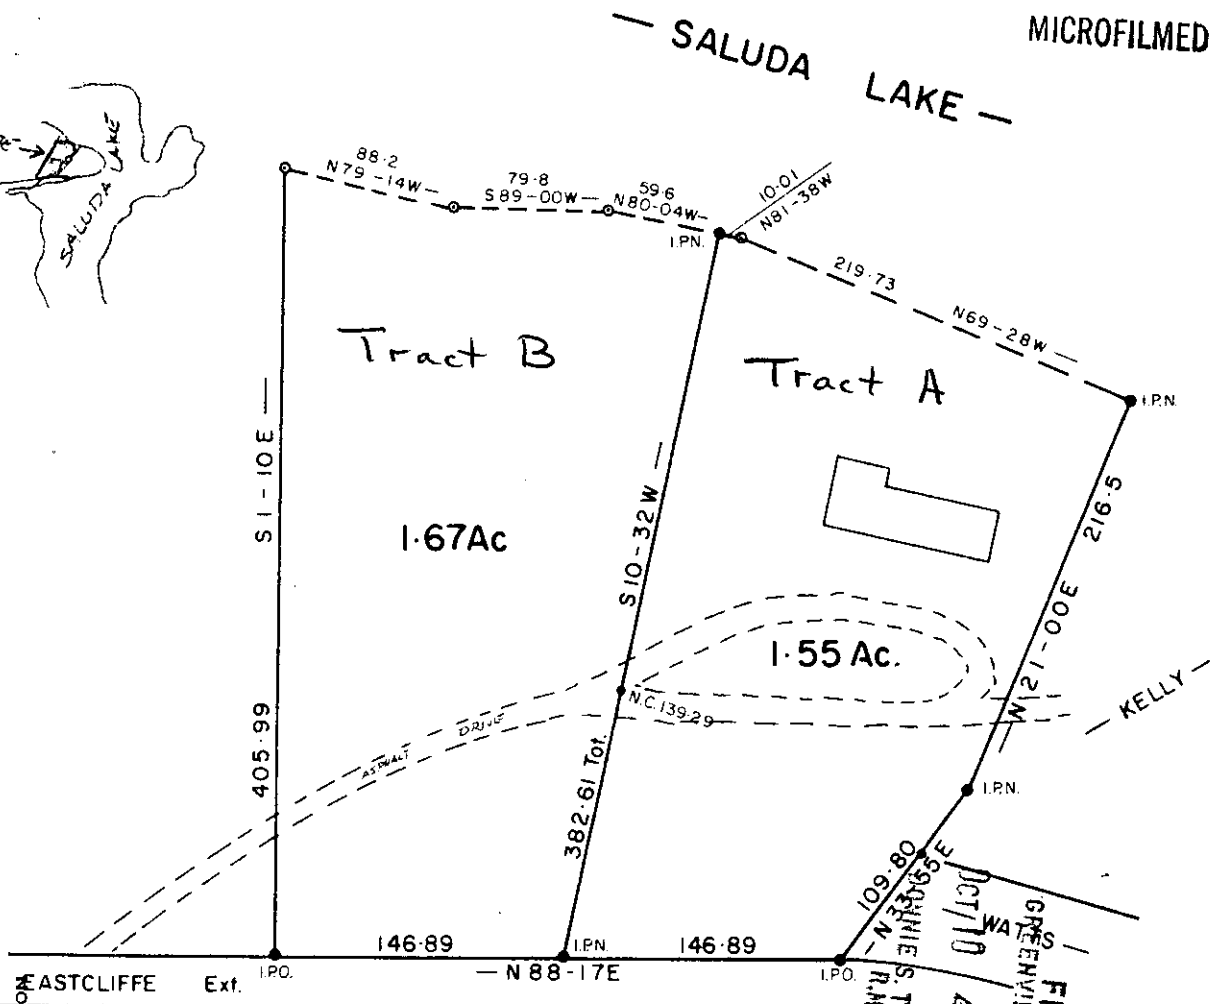 MICROFILMED
— SALUDA LAKE —
SALUDA LAKE
88.2
N79-14W
79.8
S89-00W
59.6
N80-04W
10.01
N81-38W
I.P.N.
219.73
N69-28W
I.P.N.
Tract B
Tract A
S1-10E
405.99
1.67Ac
S10-32W
382.61 Tot.
216.5
N21-00E
1.55 Ac.
N.C. 139.29
ASPHALT DRIVE
KELLY
I.P.N.
109.80
N33-55E
WATTS
OCT/10
GREENVI
146.89
I.P.N.
146.89
I.P.O.
N88-17E
I.P.O.
EASTCLIFFE Ext.